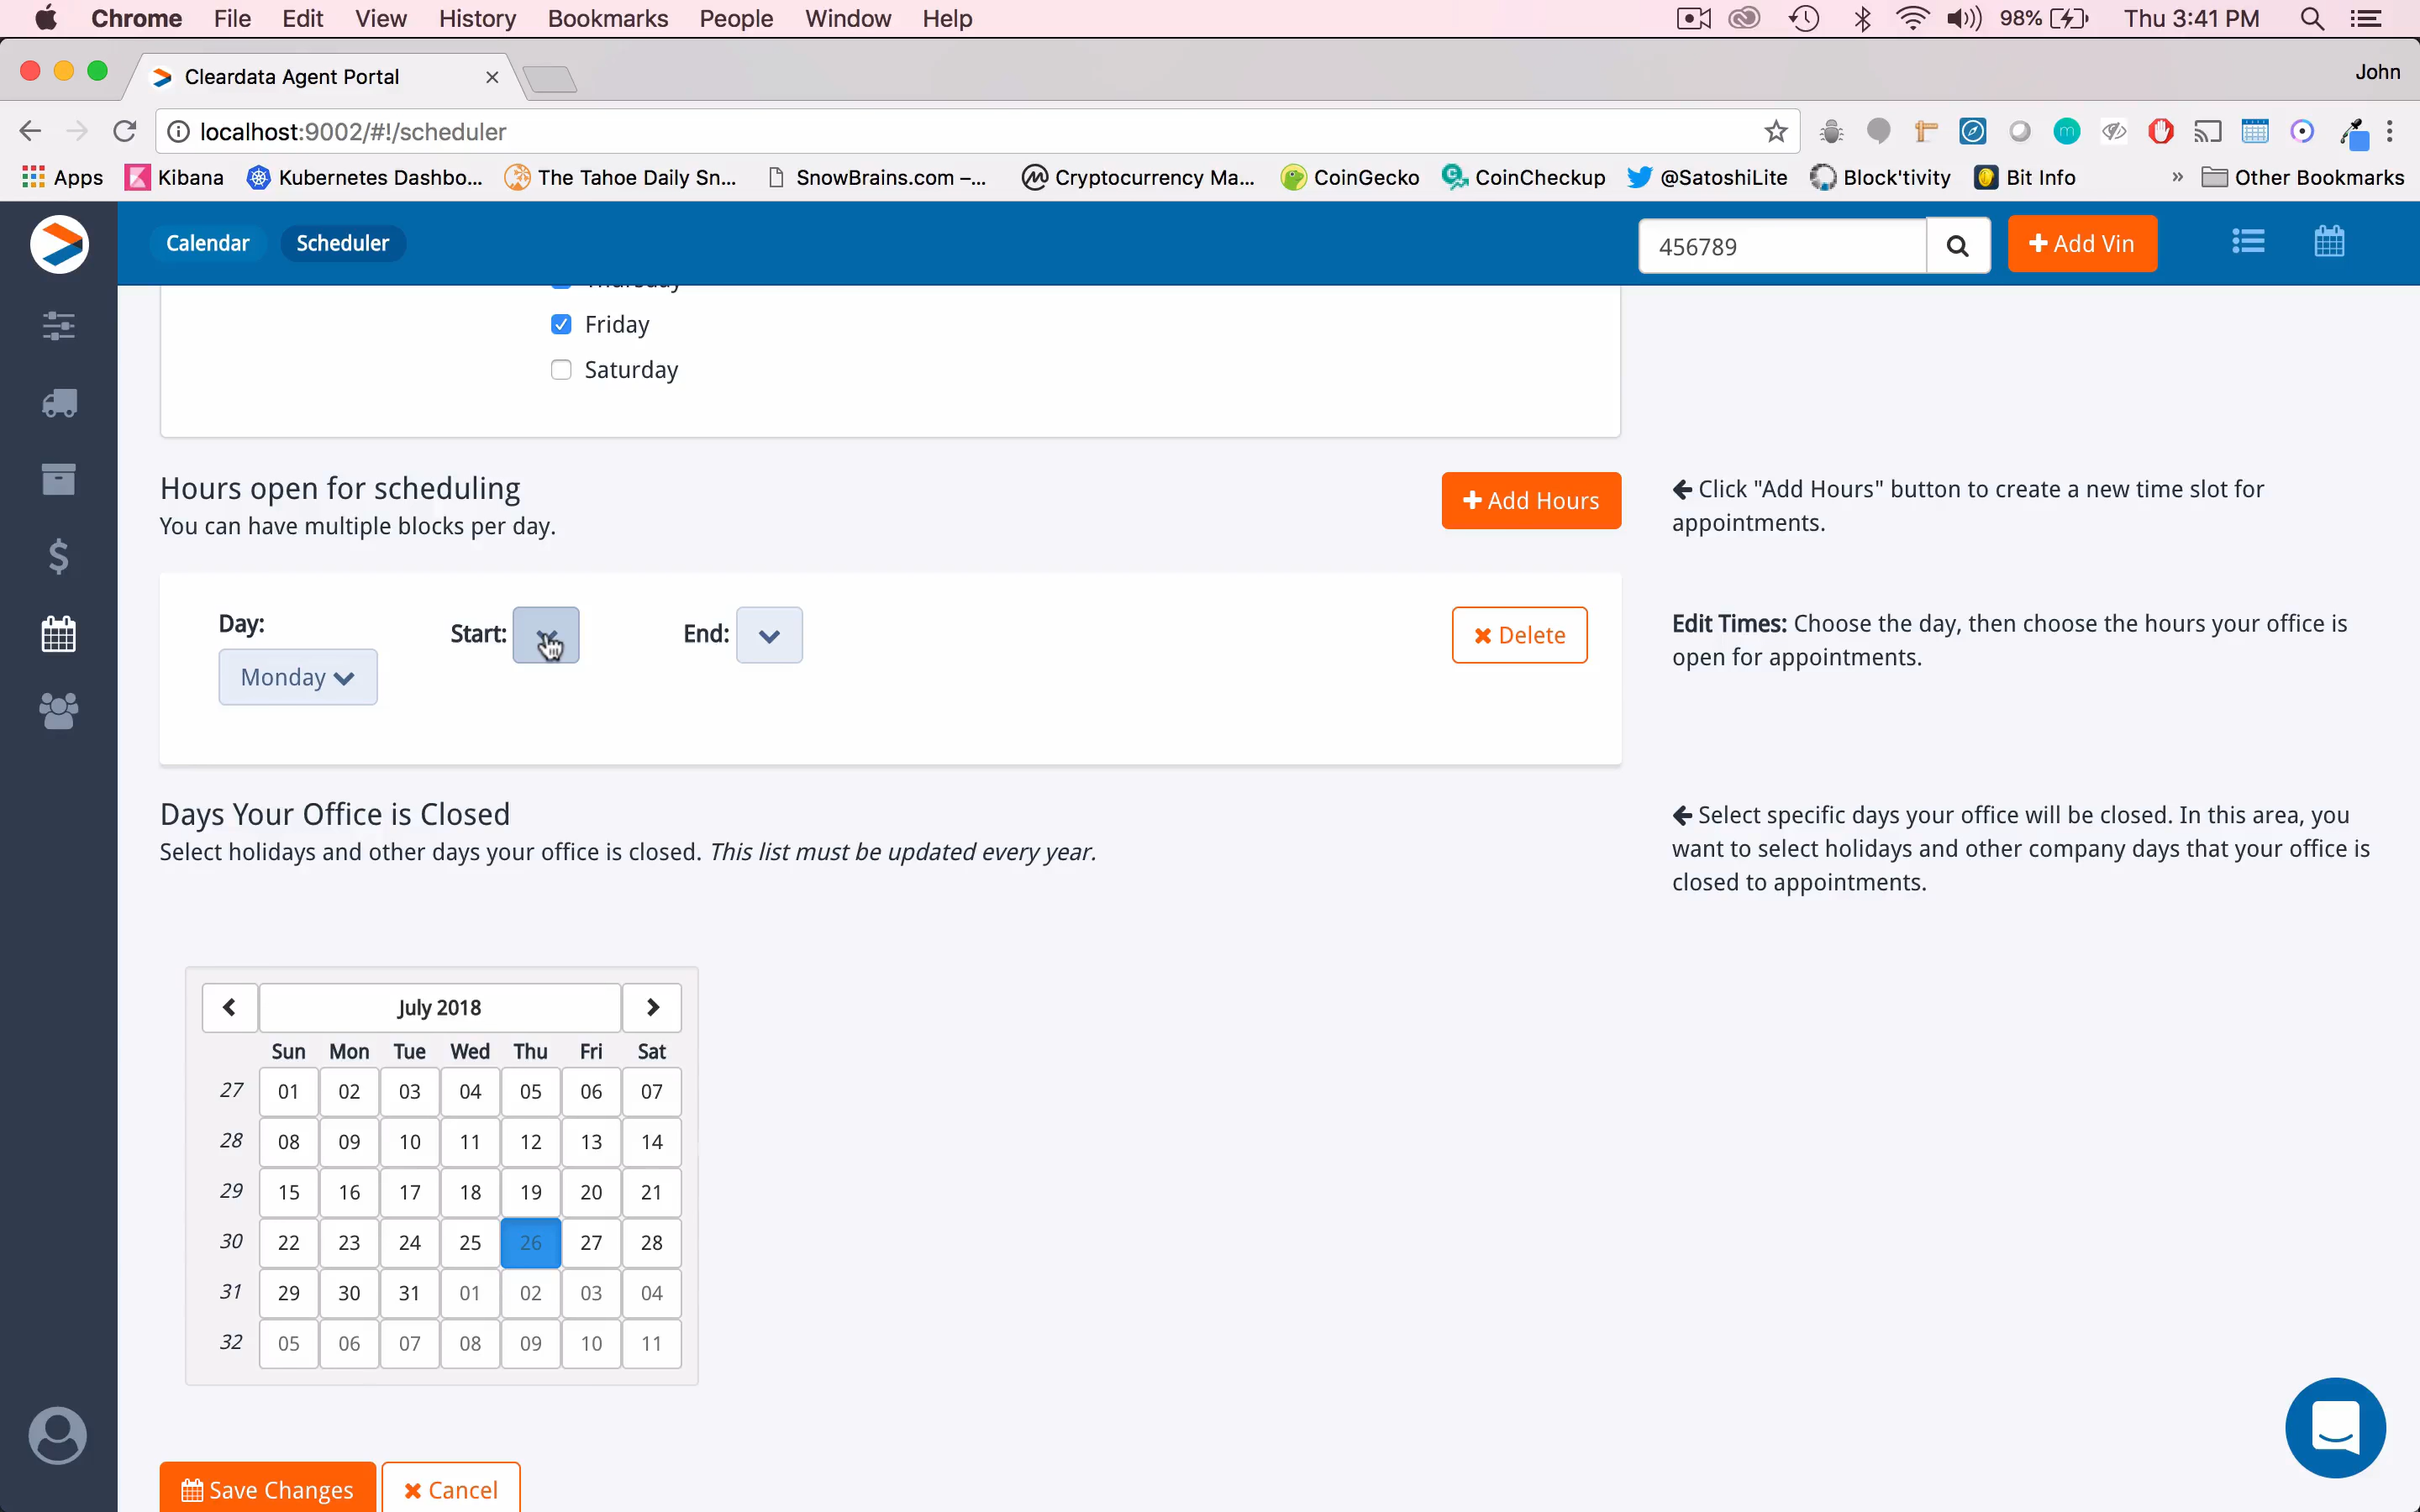 Chrome File Edit View History Bookmarks People Window Help 98% Thu 3:41 PM
Cleardata Agent Portal
John
localhost:9002/#!/scheduler
Apps Kibana Kubernetes Dashbo... The Tahoe Daily Sn... SnowBrains.com –... Cryptocurrency Ma... CoinGecko CoinCheckup @SatoshiLite Block'tivity Bit Info » Other Bookmarks
Calendar Scheduler 456789 Add Vin
Thursday
Friday
Saturday
Hours open for scheduling
You can have multiple blocks per day.
Add Hours
Click "Add Hours" button to create a new time slot for
appointments.
Day:
Monday
Start:
End:
Delete
Edit Times: Choose the day, then choose the hours your office is
open for appointments.
Days Your Office is Closed
Select holidays and other days your office is closed. This list must be updated every year.
Select specific days your office will be closed. In this area, you
want to select holidays and other company days that your office is
closed to appointments.
July 2018
Sun Mon Tue Wed Thu Fri Sat
27 01 02 03 04 05 06 07
28 08 09 10 11 12 13 14
29 15 16 17 18 19 20 21
30 22 23 24 25 26 27 28
31 29 30 31 01 02 03 04
32 05 06 07 08 09 10 11
Save Changes Cancel